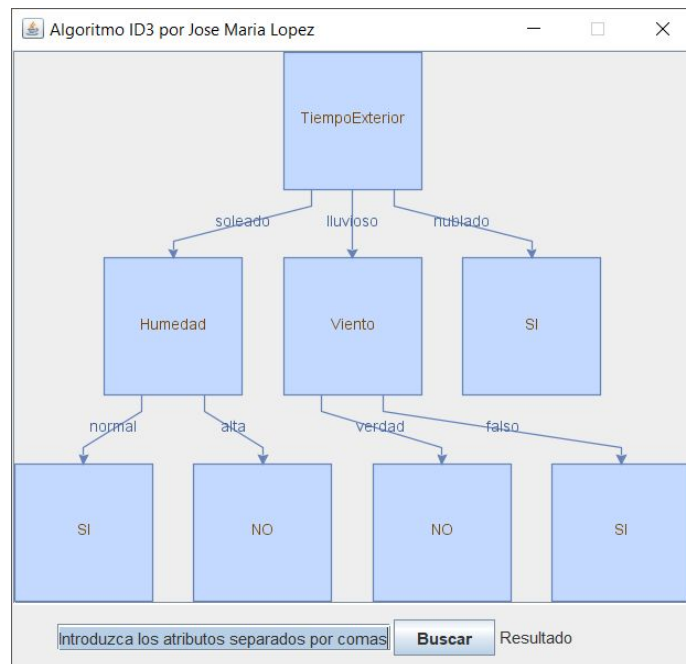 Algoritmo ID3 por Jose Maria Lopez
TiempoExterior
soleado lluvioso nublado
Humedad Viento SI
normal alta verdad falso
SI NO NO SI
Introduzca los atributos separados por comas Buscar Resultado